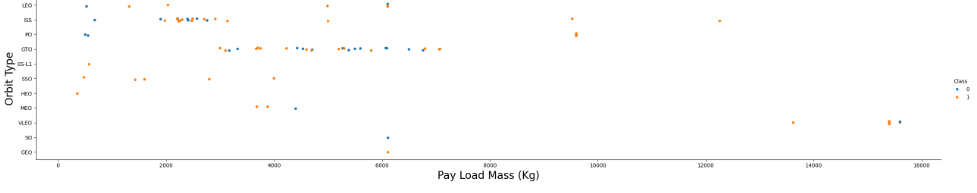 LEO
ISS
PO
GTO
ES-L1
SSO
HEO
MEO
VLEO
SO
GEO
Orbit Type
0
2000
4000
6000
8000
10000
12000
14000
16000
Pay Load Mass (Kg)
Class
0
1